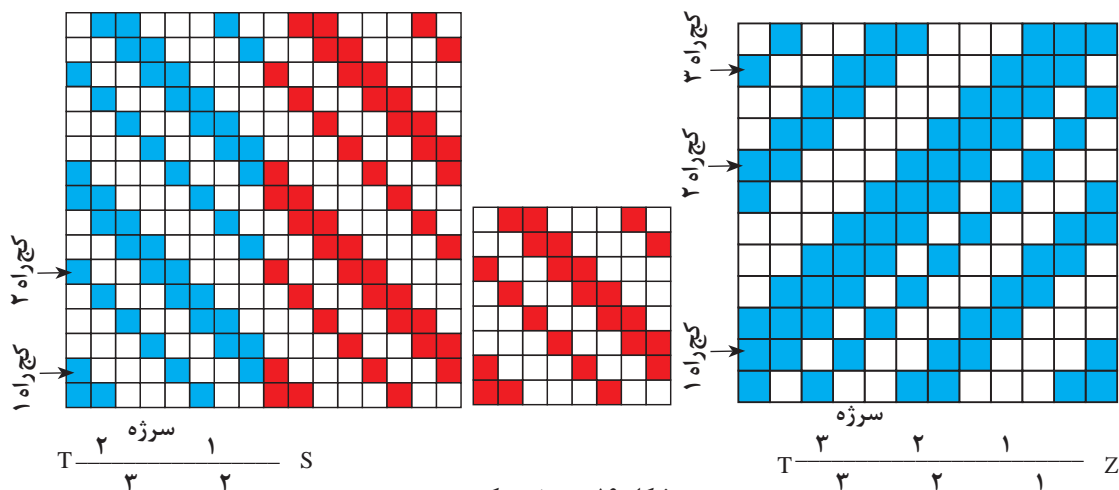 کج‌راه ۳
کج‌راه ۲
کج‌راه ۱
کج‌راه ۲
کج‌راه ۱
سرژه
T ۲ ۱ S
۳ ۲
سرژه
T ۳ ۲ ۱ Z
۳ ۲ ۱